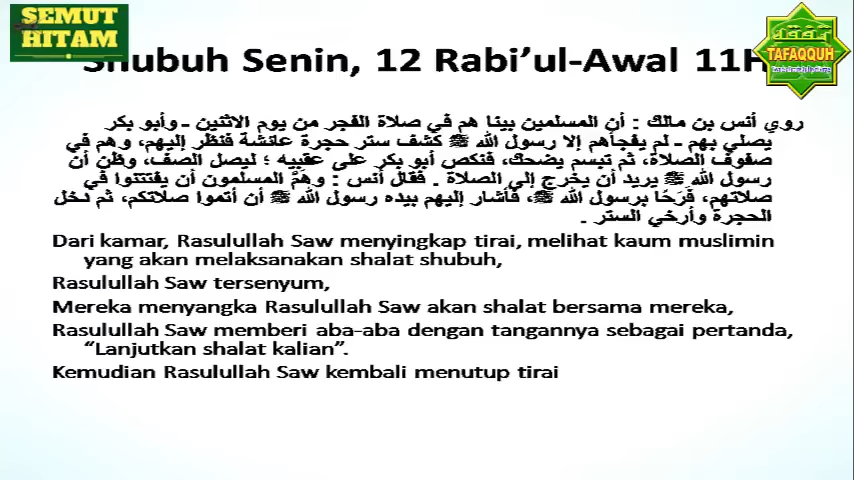 SEMUT
HITAM
Shubuh Senin, 12 Rabi’ul-Awal 11H
TAFAQQUH
روي أنس بن مالك : أن المسلمين بينا هم في صلاة الفجر من يوم الاثنين ـ وأبو بكر
يصلي بهم ـ لم يفجأهم إلا رسول الله ﷺ كشف ستر حجرة عائشة فنظر إليهم، وهم في
صفوف الصلاة، ثم تبسم يضحك، فنكص أبو بكر على عقبيه ؛ ليصل الصف، وظن أن
رسول الله ﷺ يريد أن يخرج إلى الصلاة ـ فقال أنس : وهَمَّ المسلمون أن يفتتنوا في
صلاتهم، فَرَحًا برسول الله ﷺ، فأشار إليهم بيده رسول الله ﷺ أن أتموا صلاتكم، ثم دخل
الحجرة وأرخي الستر ـ
Dari kamar, Rasulullah Saw menyingkap tirai, melihat kaum muslimin
yang akan melaksanakan shalat shubuh,
Rasulullah Saw tersenyum,
Mereka menyangka Rasulullah Saw akan shalat bersama mereka,
Rasulullah Saw memberi aba-aba dengan tangannya sebagai pertanda,
“Lanjutkan shalat kalian”.
Kemudian Rasulullah Saw kembali menutup tirai